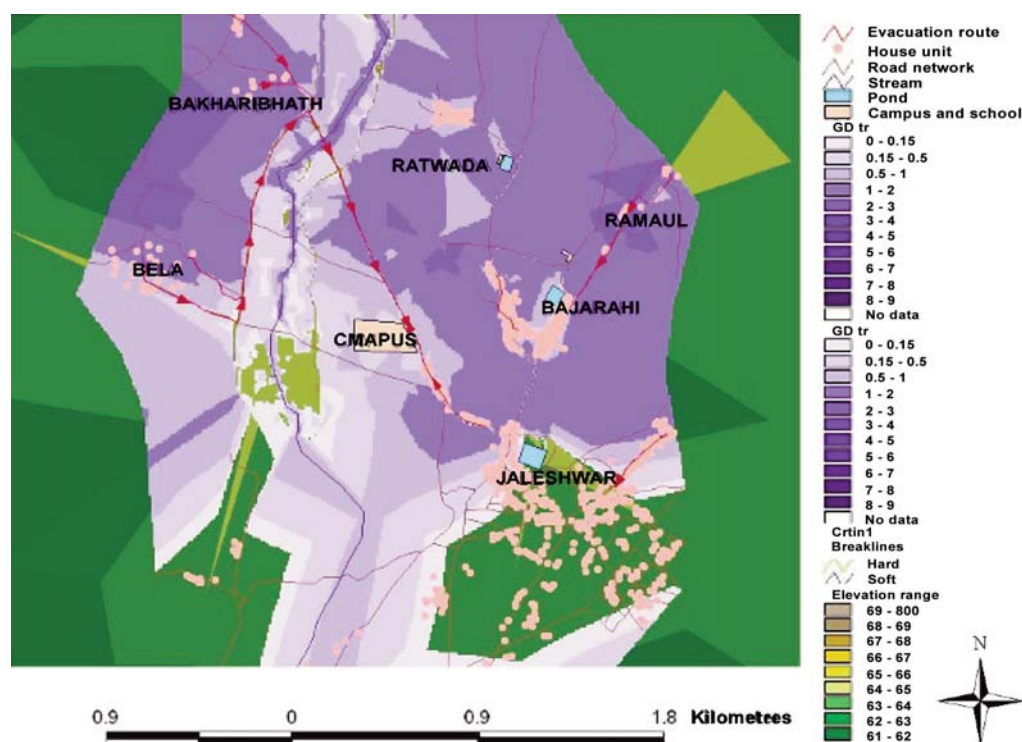 BAKHARIBHATH
RATWADA
RAMAUL
BELA
BAJARAHI
CMAPUS
JALESHWAR
Evacuation route
House unit
Road network
Stream
Pond
Campus and school
GD tr
0 - 0.15
0.15 - 0.5
0.5 - 1
1 - 2
2 - 3
3 - 4
4 - 5
5 - 6
6 - 7
7 - 8
8 - 9
No data
GD tr
0 - 0.15
0.15 - 0.5
0.5 - 1
1 - 2
2 - 3
3 - 4
4 - 5
5 - 6
6 - 7
7 - 8
8 - 9
No data
Crtin1
Breaklines
Hard
Soft
Elevation range
69 - 800
68 - 69
67 - 68
66 - 67
65 - 66
64 - 65
63 - 64
62 - 63
61 - 62
N
0.9 0 0.9 1.8 Kilometres